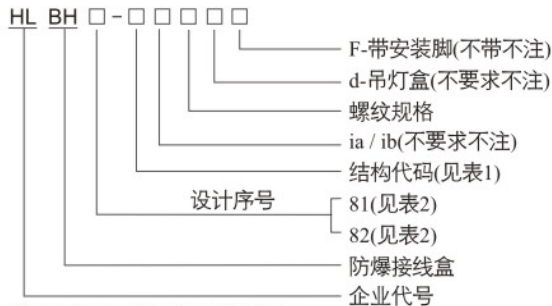 HL BH □-□□□□□
F-带安装脚(不带不注)
d-吊灯盒(不要求不注)
螺纹规格
ia / ib(不要求不注)
结构代码(见表1)
设计序号
81(见表2)
82(见表2)
防爆接线盒
企业代号